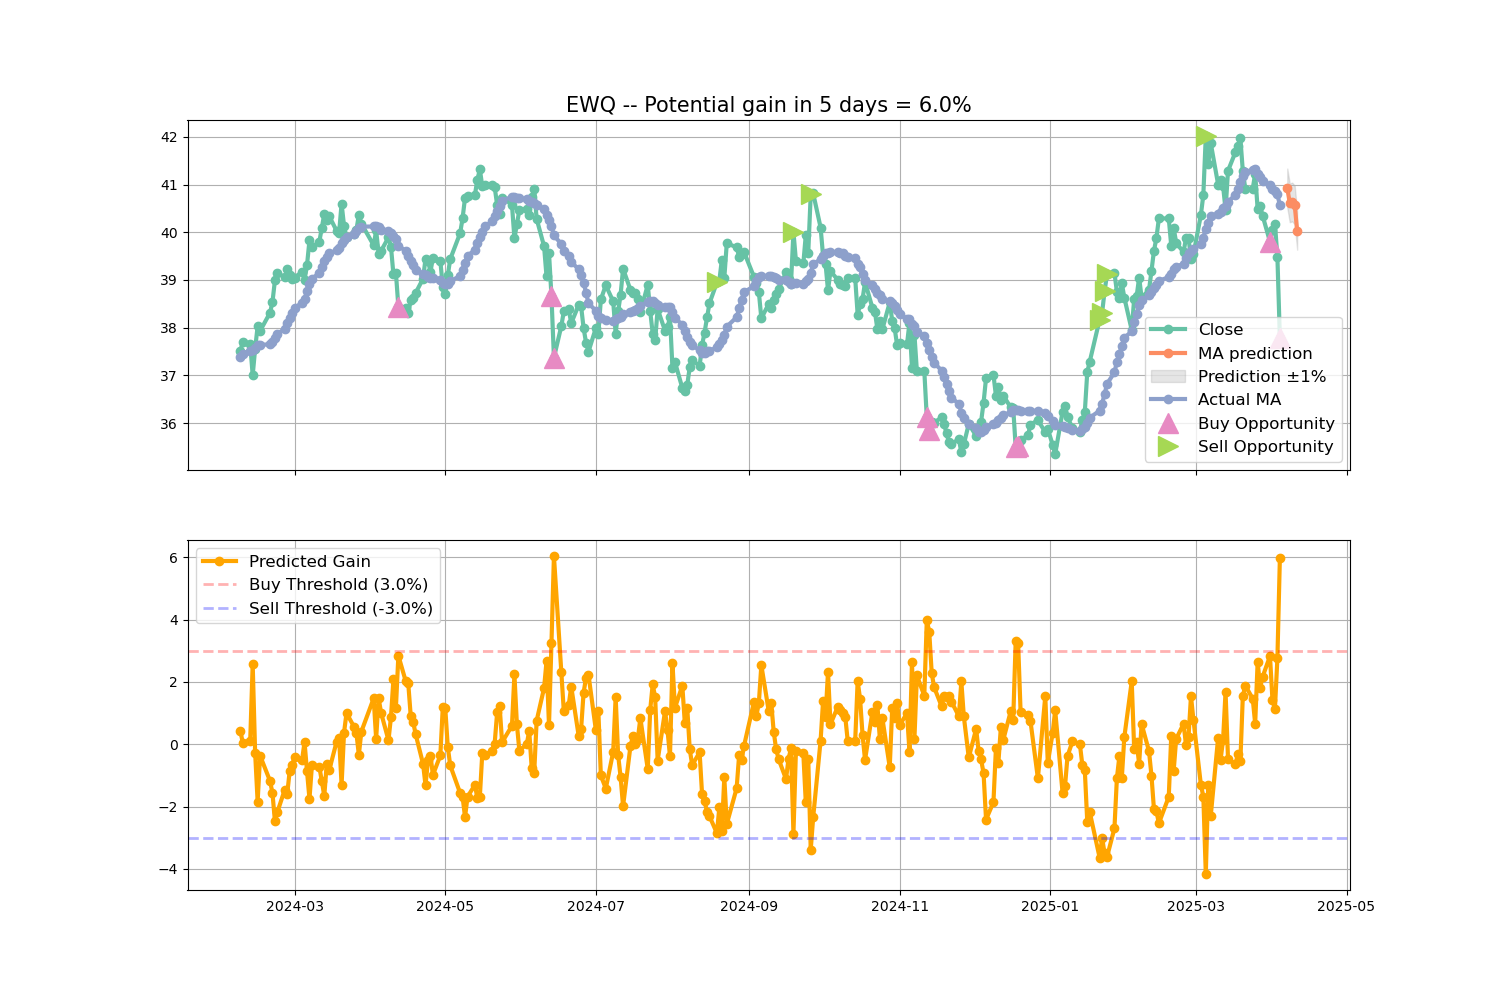 EWQ -- Potential gain in 5 days = 6.0%
42
41
40
39
38
37
36
Close
MA prediction
Prediction ±1%
Actual MA
Buy Opportunity
Sell Opportunity
6
4
2
0
−2
−4
Predicted Gain
Buy Threshold (3.0%)
Sell Threshold (-3.0%)
2024-03 2024-05 2024-07 2024-09 2024-11 2025-01 2025-03 2025-05